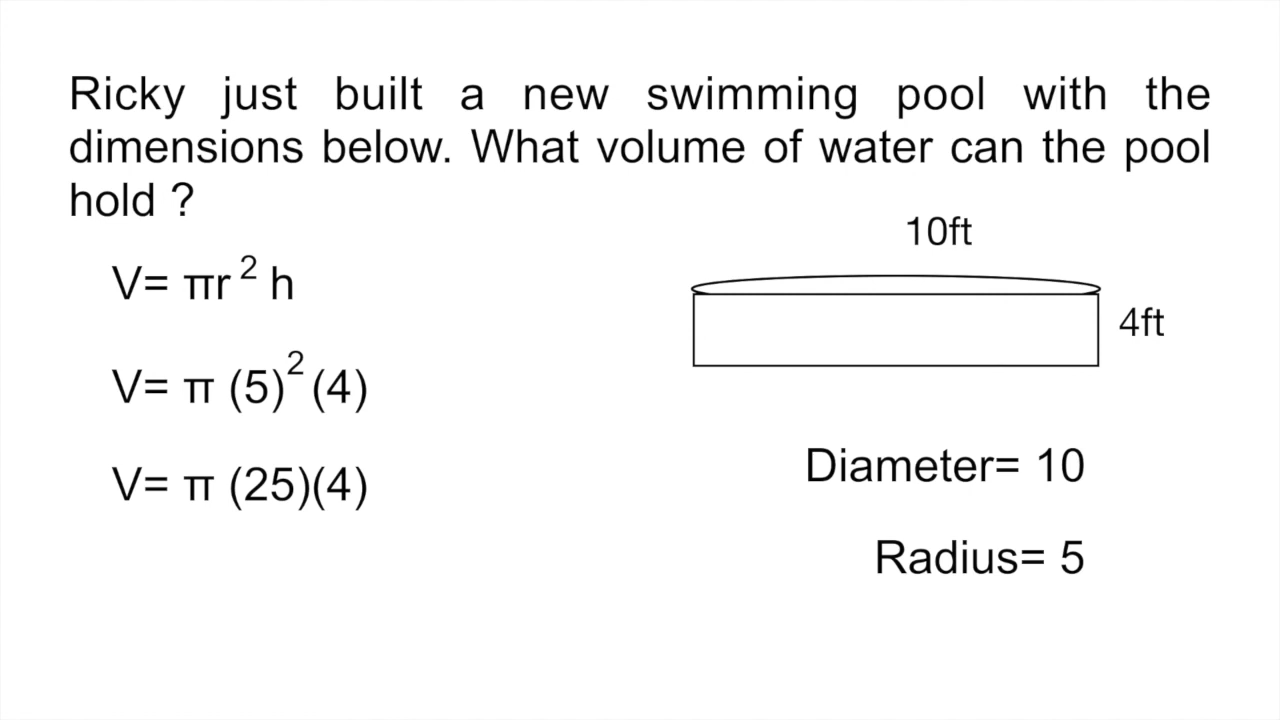 Ricky just built a new swimming pool with the
dimensions below. What volume of water can the pool
hold ?
10ft
V= πr² h
4ft
V= π (5)² (4)
Diameter= 10
V= π (25)(4)
Radius= 5